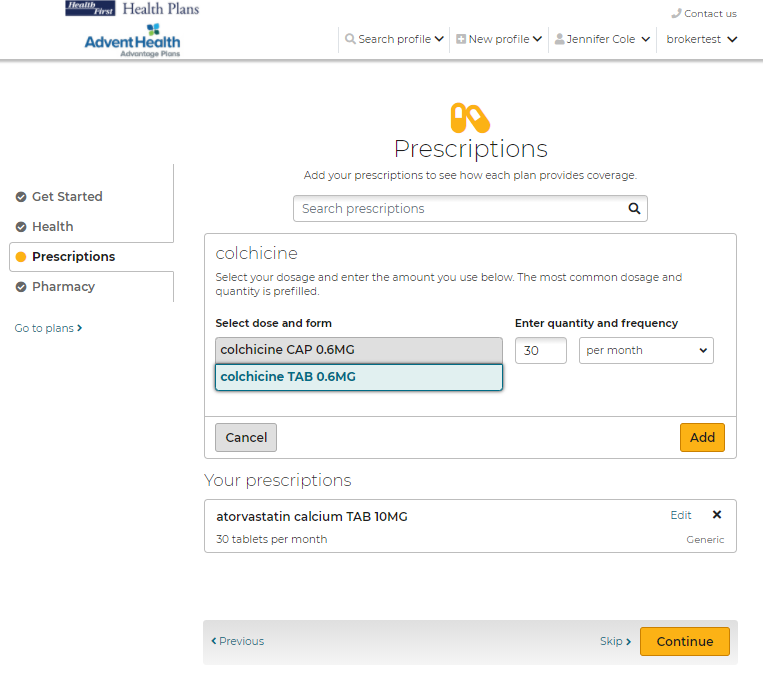 Health First Health Plans
Contact us
AdventHealth
Advantage Plans
Search profile
New profile
Jennifer Cole
brokertest
Prescriptions
Add your prescriptions to see how each plan provides coverage.
Get Started
Health
Prescriptions
Pharmacy
Go to plans
Search prescriptions
colchicine
Select your dosage and enter the amount you use below. The most common dosage and
quantity is prefilled.
Select dose and form
Enter quantity and frequency
colchicine CAP 0.6MG
30
per month
colchicine TAB 0.6MG
Cancel
Add
Your prescriptions
atorvastatin calcium TAB 10MG
Edit
30 tablets per month
Generic
Previous
Skip
Continue